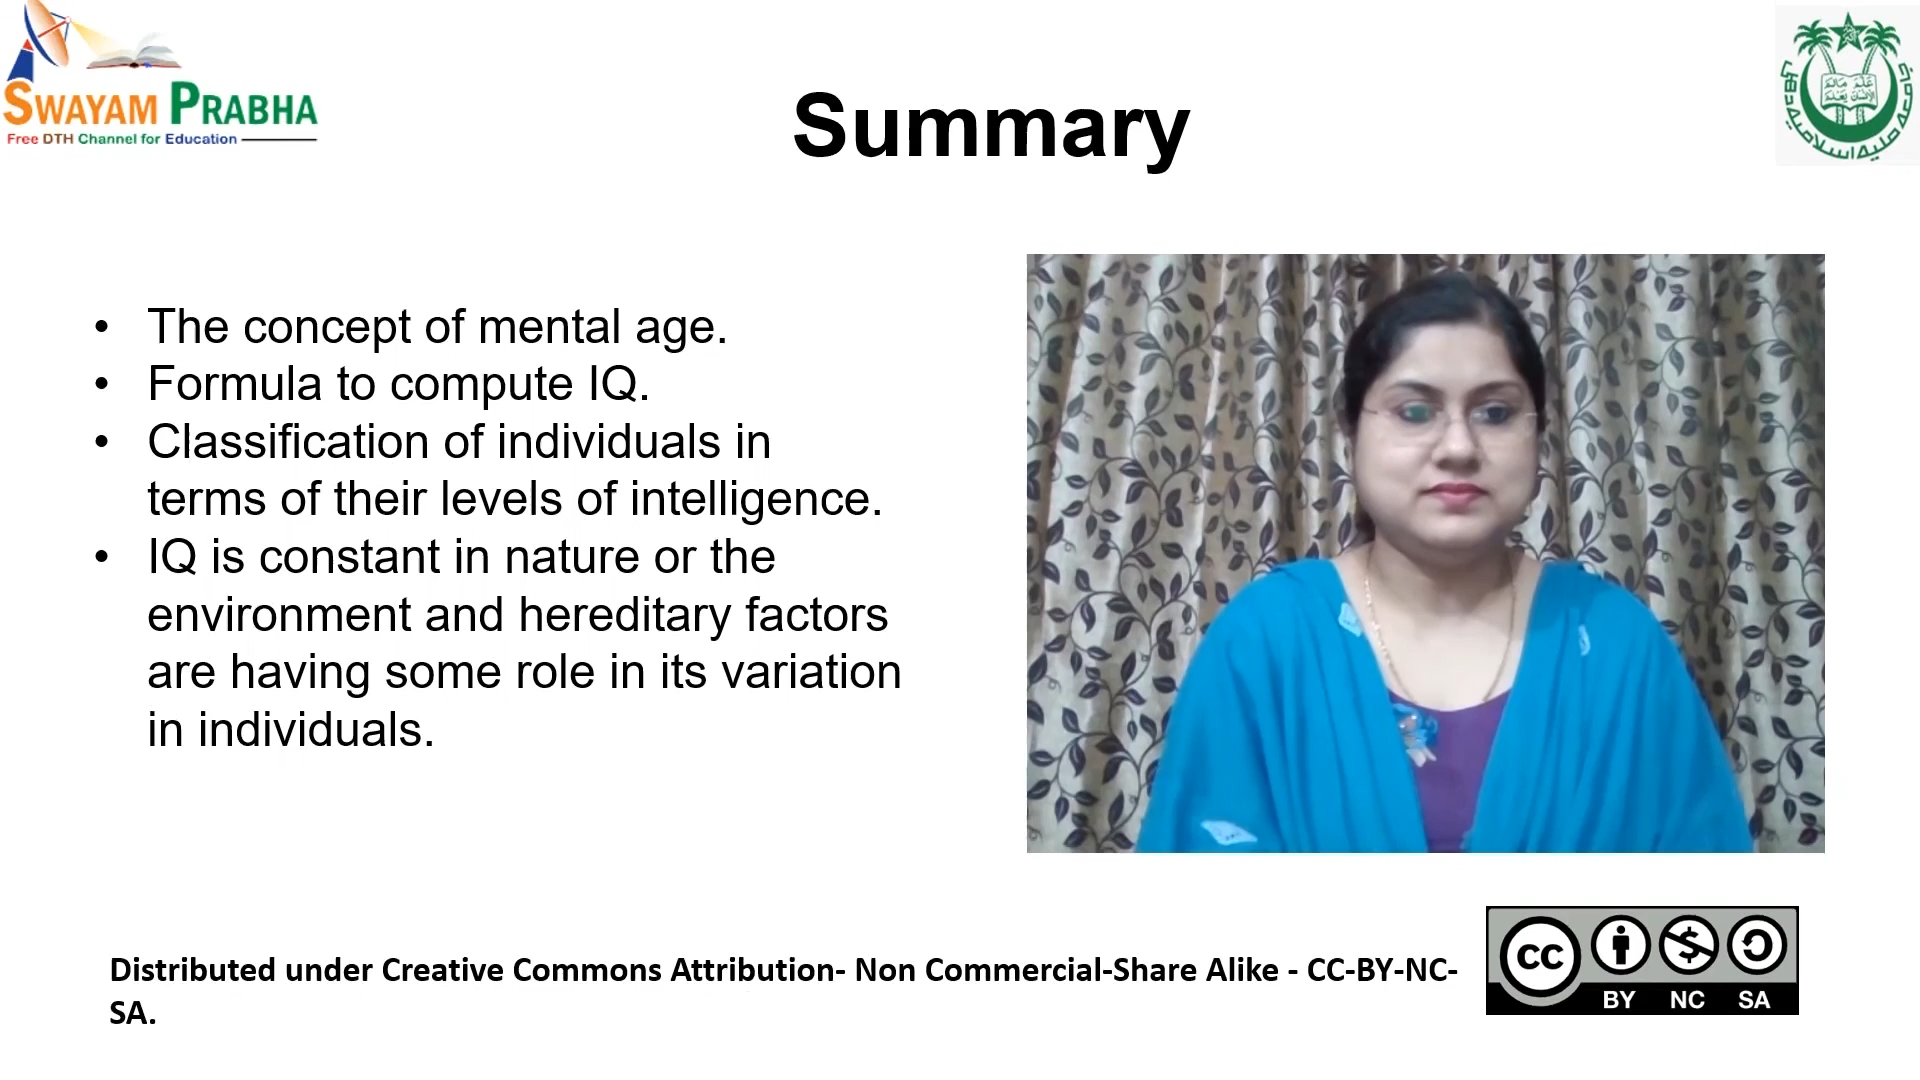 SWAYAM PRABHA
Free DTH Channel for Education
Summary
• The concept of mental age.
• Formula to compute IQ.
• Classification of individuals in
terms of their levels of intelligence.
• IQ is constant in nature or the
environment and hereditary factors
are having some role in its variation
in individuals.
Distributed under Creative Commons Attribution- Non Commercial-Share Alike - CC-BY-NC-
SA.
cc
BY NC SA